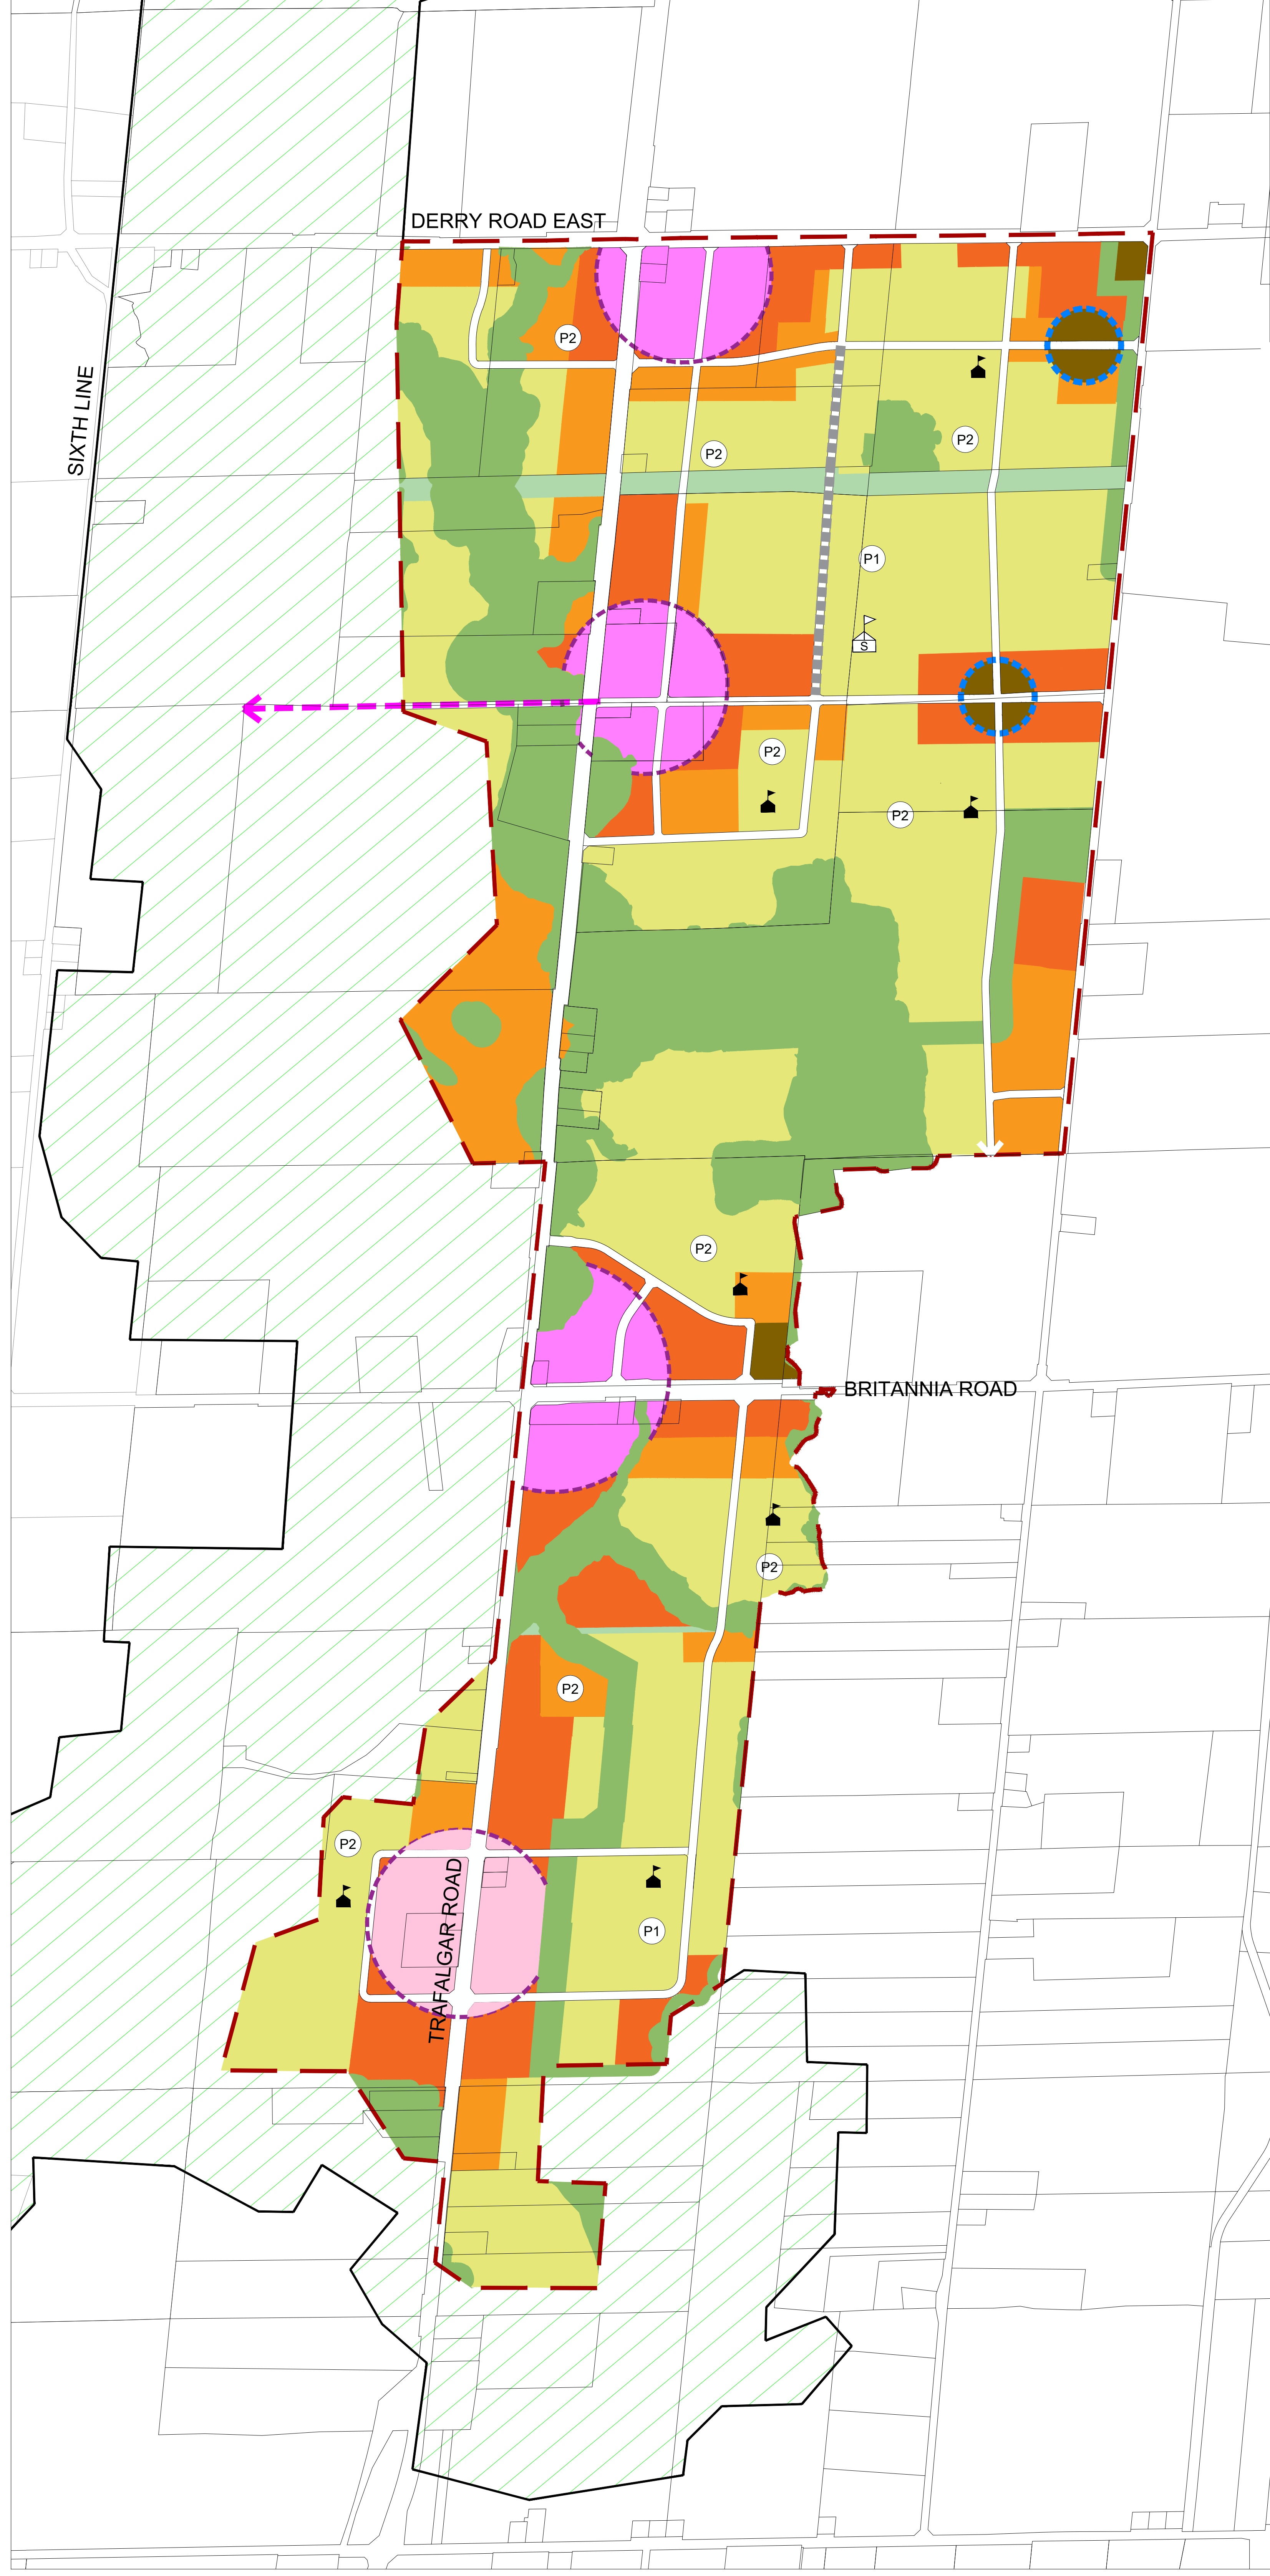 DERRY ROAD EAST
P2
SIXTH LINE
P2
P2
P1
S
P2
P2
P2
BRITANNIA ROAD
P2
P2
P2
TRAFALGAR ROAD
P1